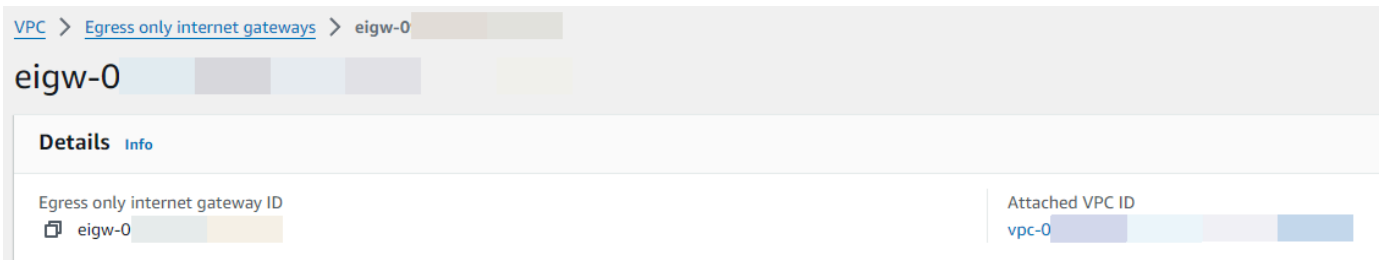 VPC > Egress only internet gateways > eigw-0
eigw-0
Details Info
Egress only internet gateway ID
eigw-0
Attached VPC ID
vpc-0